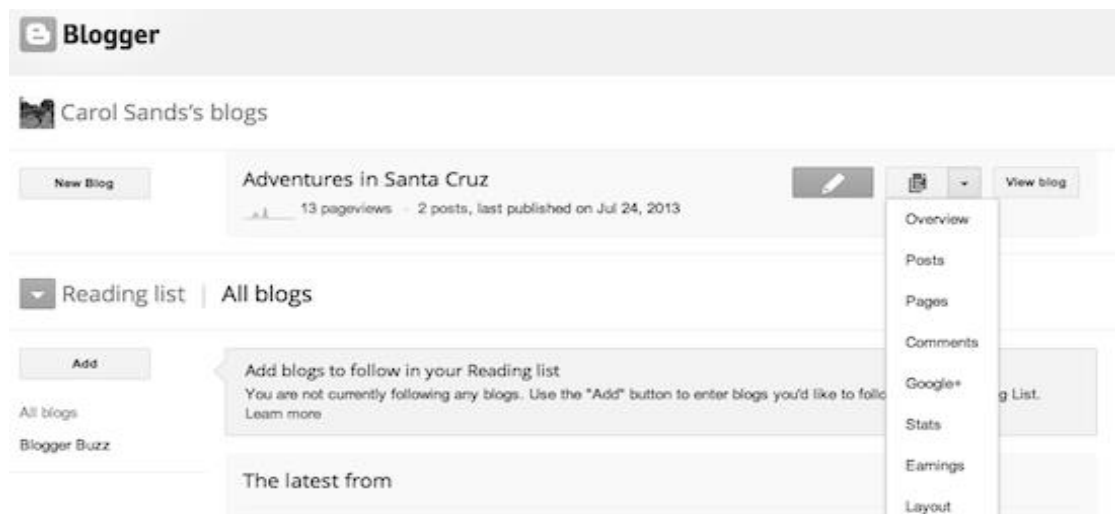 Blogger
Carol Sands's blogs
New Blog
Adventures in Santa Cruz
View blog
13 pageviews - 2 posts, last published on Jul 24, 2013
Overview
Posts
Pages
Comments
Google+
Stats
Earnings
Layout
Reading list | All blogs
Add
Add blogs to follow in your Reading list
You are not currently following any blogs. Use the "Add" button to enter blogs you'd like to follo g List.
Learn more
All blogs
Blogger Buzz
The latest from